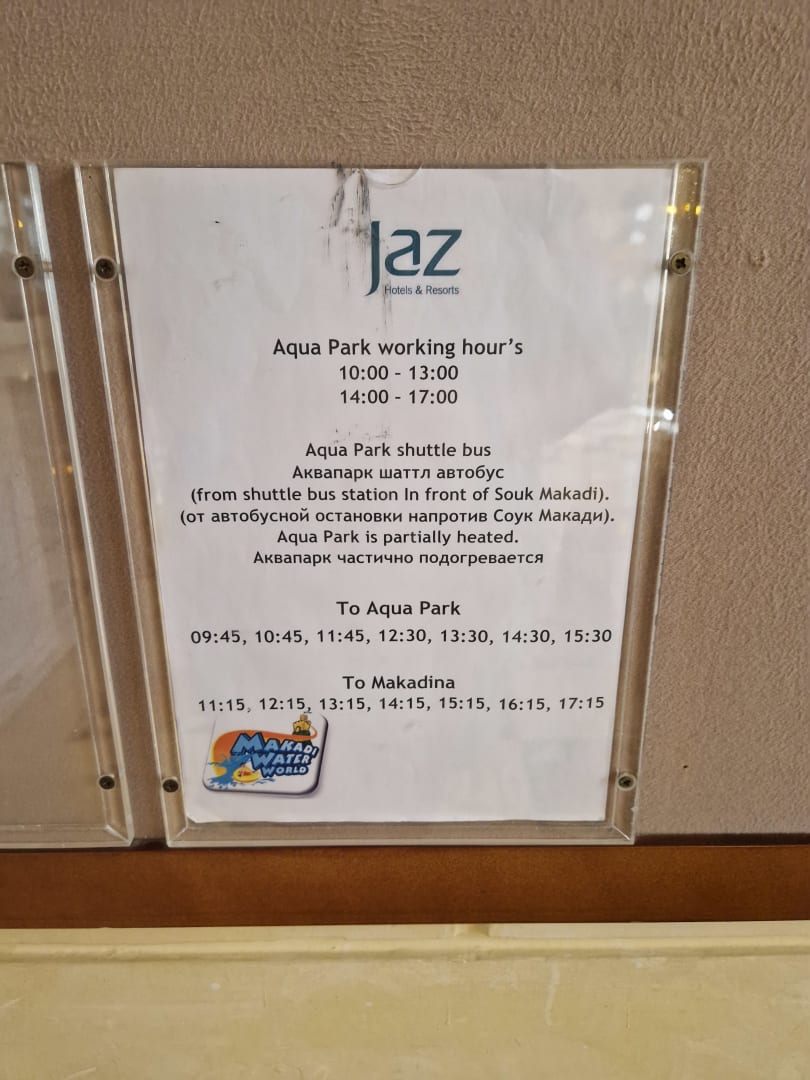 Jaz
Hotels & Resorts
Aqua Park working hour's
10:00 - 13:00
14:00 - 17:00
Aqua Park shuttle bus
Аквапарк шаттл автобус
(from shuttle bus station In front of Souk Makadi).
(от автобусной остановки напротив Соук Макади).
Aqua Park is partially heated.
Аквапарк частично подогревается
To Aqua Park
09:45, 10:45, 11:45, 12:30, 13:30, 14:30, 15:30
To Makadina
11:15, 12:15, 13:15, 14:15, 15:15, 16:15, 17:15
MAKADI
WATER
WORLD